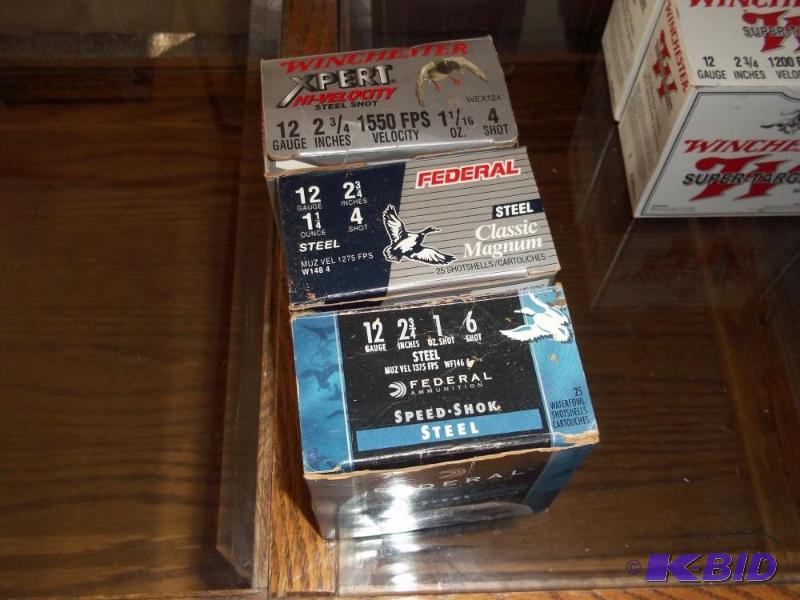 WINCHESTER
XPERT
HI-VELOCITY
STEEL SHOT
WEX124
12 2 3/4 1550 FPS 1 1/16 4
GAUGE INCHES VELOCITY OZ. SHOT
12 2 3/4
GAUGE INCHES
1 1/4 4
OUNCE SHOT
STEEL
MUZ VEL 1275 FPS
W148 4
FEDERAL
STEEL
Classic
Magnum
25 SHOTSHELLS/CARTOUCHES
12 2 3/4 1 6
GAUGE INCHES OZ. SHOT SHOT
STEEL
MUZ VEL 1375 FPS WF146
FEDERAL
AMMUNITION
SPEED·SHOK
STEEL
25
WATERFOWL
SHOTSHELLS
CARTOUCHES
FEDERAL
SUPER-TARGET
12 2 3/4 1200
GAUGE INCHES
WINCHESTER
SUPER-TARGET
© K-BID